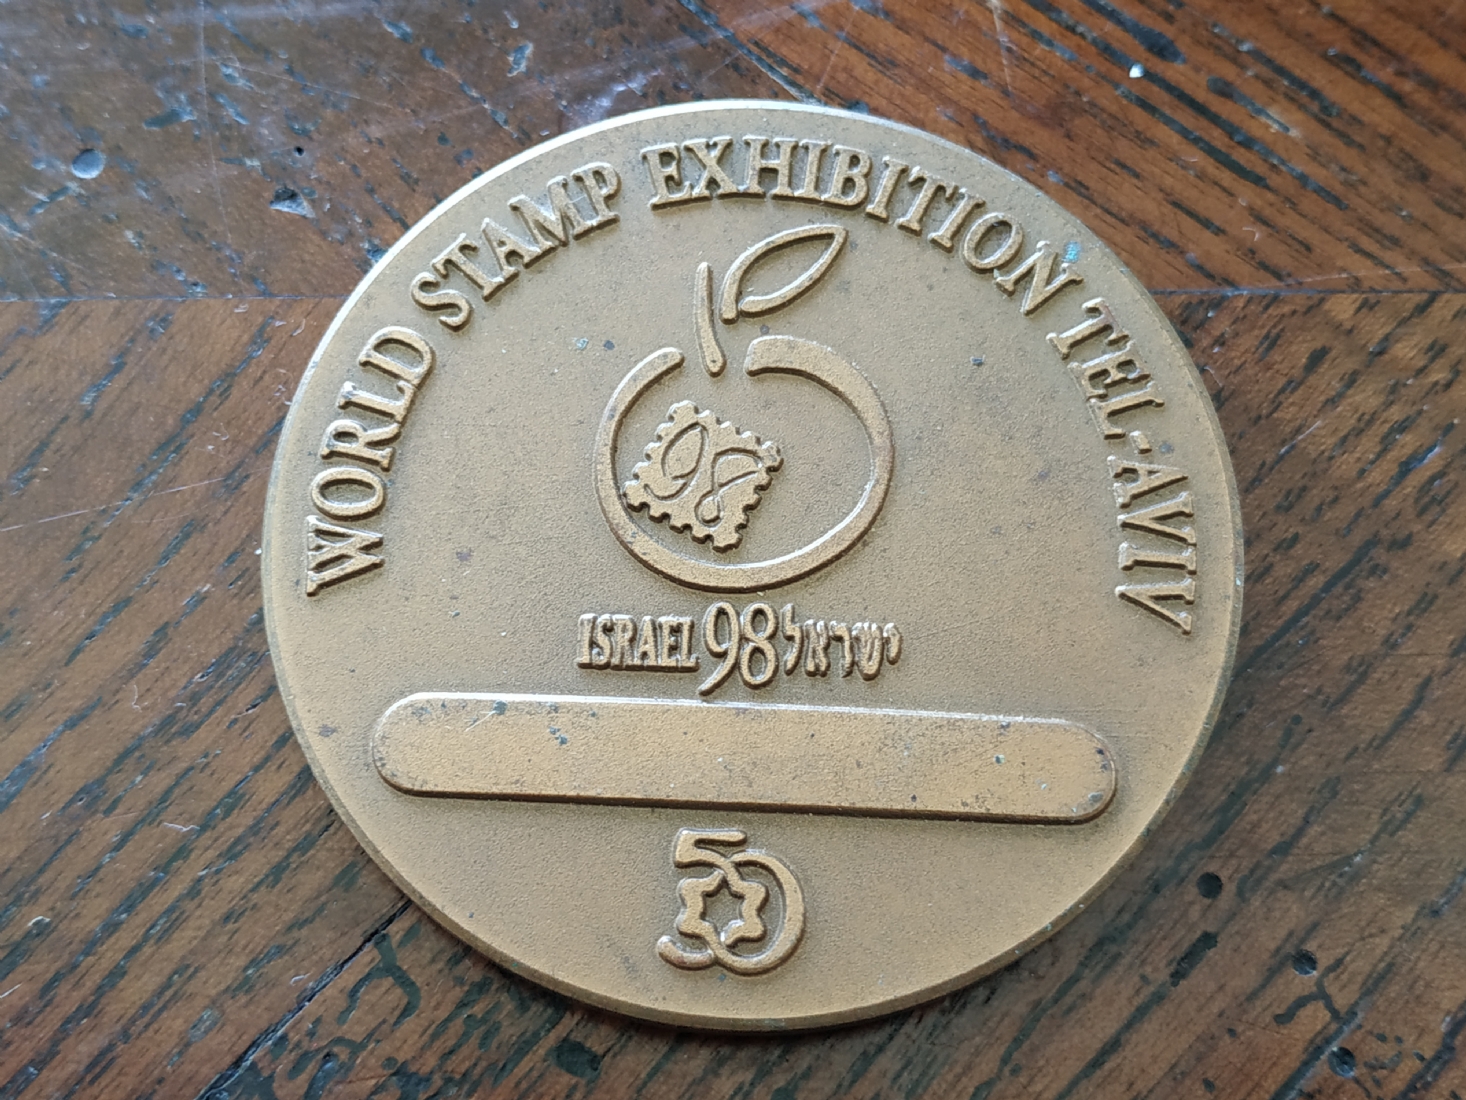 WORLD STAMP EXHIBITION TEL-AVIV
98
ISRAEL 98 ישראל
50